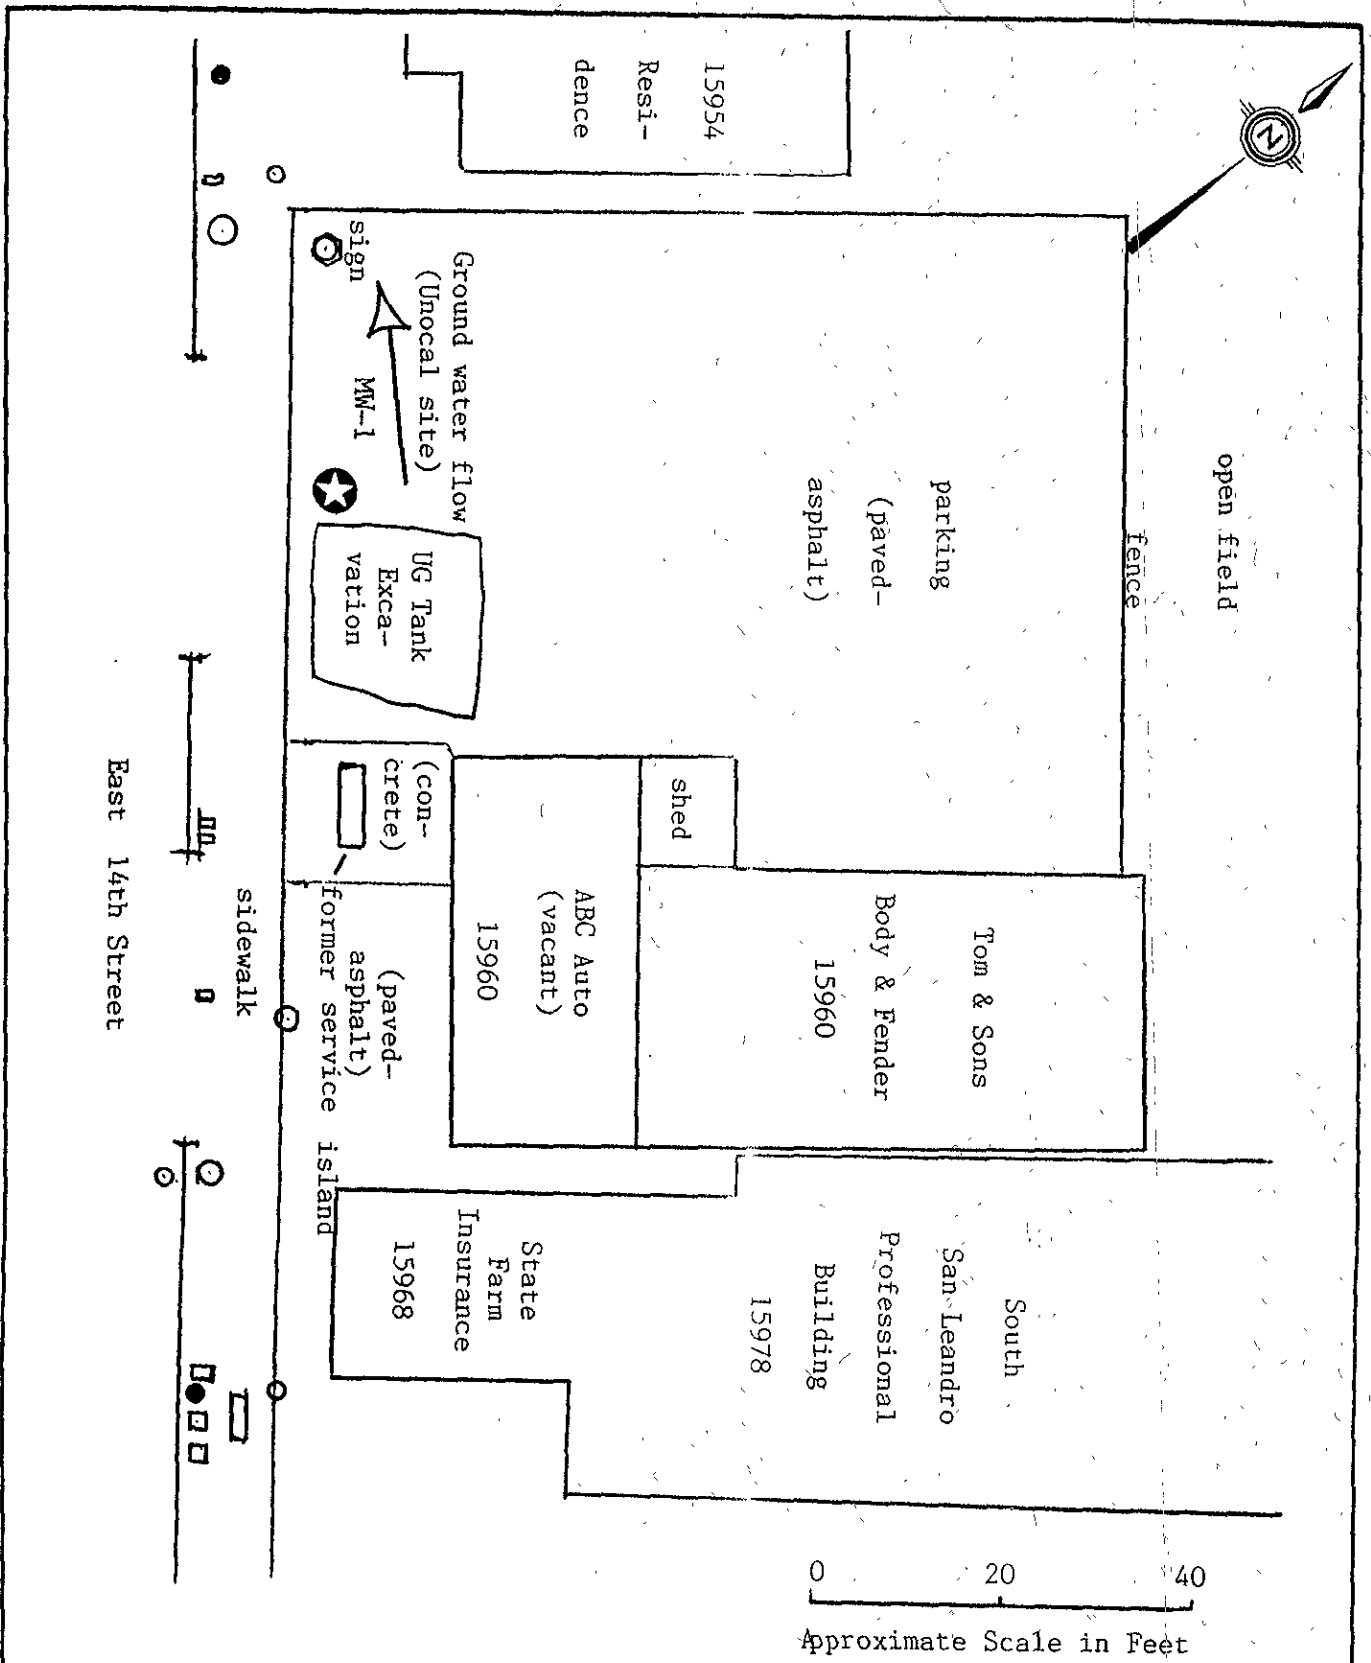 15954
Resi-
dence
N
sign
Ground water flow
(Unocal site)
MW-1
UG Tank
Exca-
vation
parking
(paved-
asphalt)
fence
open field
(con-
crete)
shed
ABC Auto
(vacant)
15960
Tom & Sons
Body & Fender
15960
(paved-
asphalt)
former service island
sidewalk
East 14th Street
State
Farm
Insurance
15968
South
San Leandro
Professional
Building
15978
0 20 40
Approximate Scale in Feet